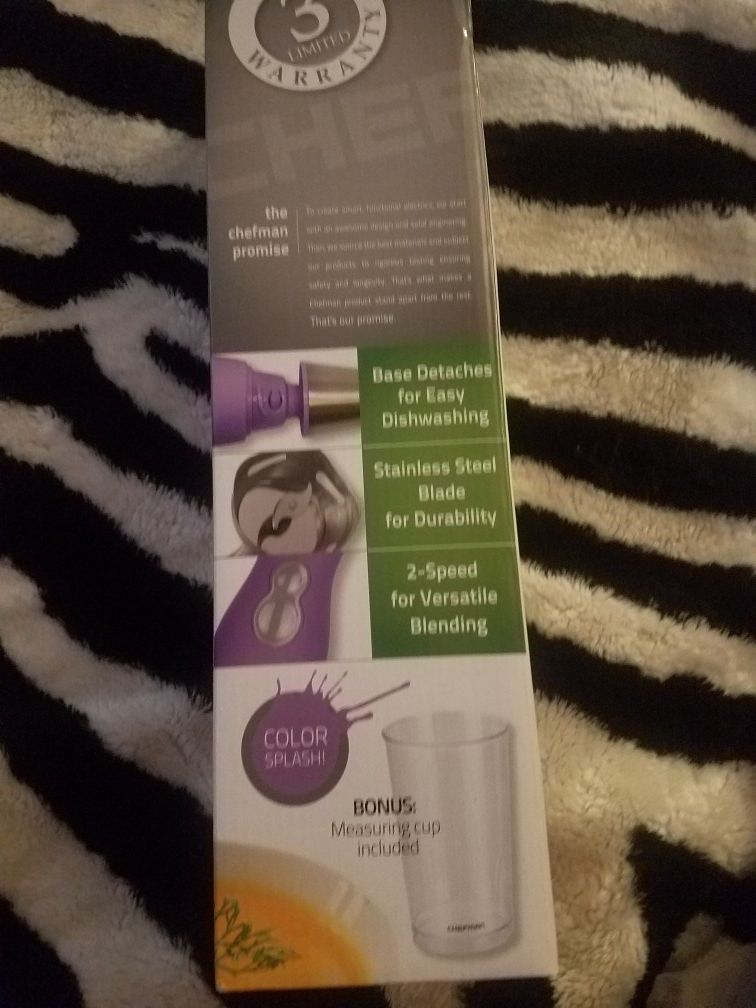 3
LIMITED
WARRANTY
CHEF
the
chefman
promise
To create smart, functional electrics, we start
with an awesome design and solid engineering.
Then, we source the best materials and subject
our products to rigorous testing ensuring
safety and longevity. That's what makes a
Chefman product stand apart from the rest.
That's our promise.
Base Detaches
for Easy
Dishwashing
Stainless Steel
Blade
for Durability
2-Speed
for Versatile
Blending
COLOR
SPLASH!
BONUS:
Measuring cup
included
CHEFMAN